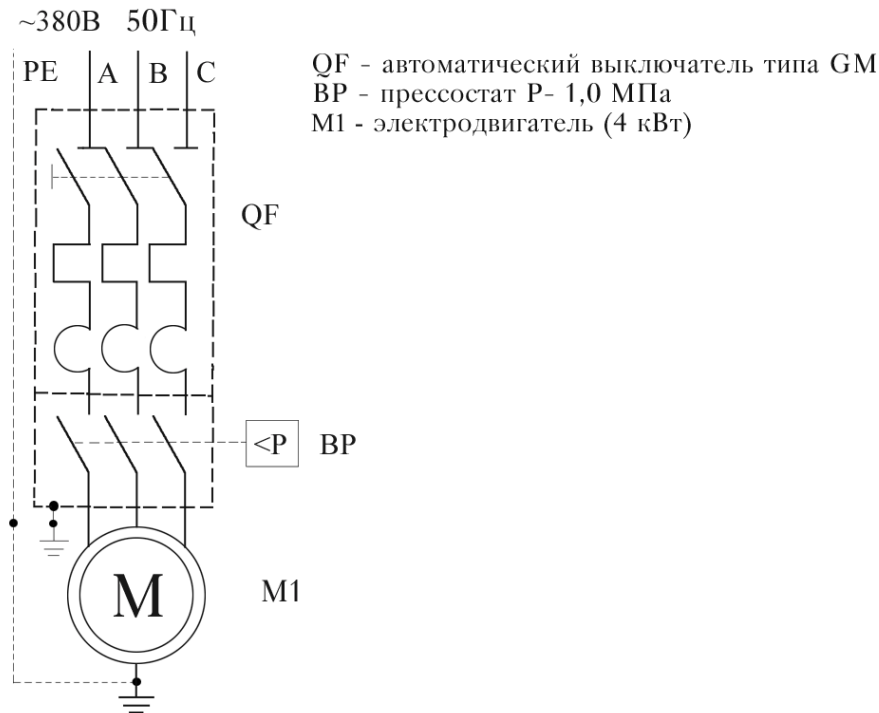 ~380В 50Гц
PE A B C
QF - автоматический выключатель типа GM
BP - прессостат P- 1,0 МПа
M1 - электродвигатель (4 кВт)
QF
<P BP
M M1